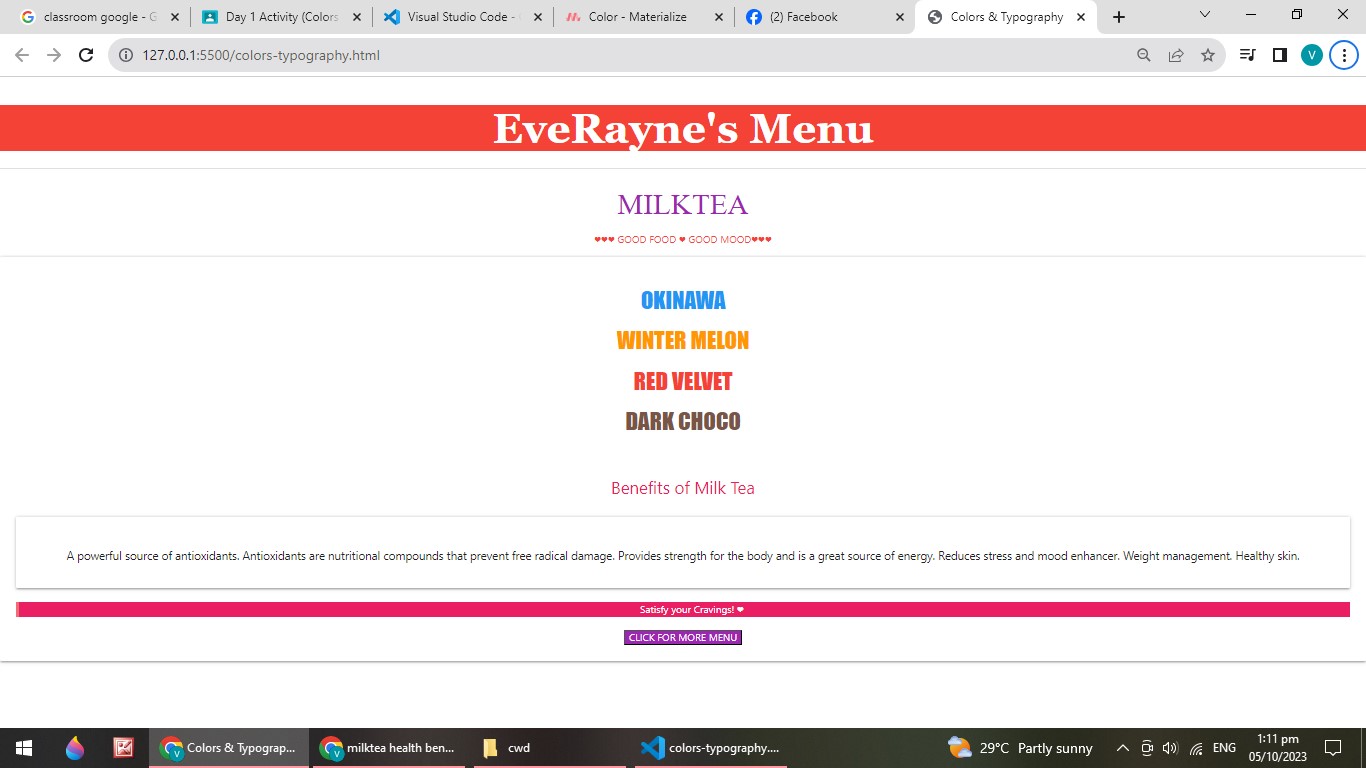 classroom google - G
Day 1 Activity (Colors
Visual Studio Code -
Color - Materialize
(2) Facebook
Colors & Typography
127.0.0.1:5500/colors-typography.html
V
EveRayne's Menu
MILKTEA
❤❤❤ GOOD FOOD ❤ GOOD MOOD❤❤❤
OKINAWA
WINTER MELON
RED VELVET
DARK CHOCO
Benefits of Milk Tea
A powerful source of antioxidants. Antioxidants are nutritional compounds that prevent free radical damage. Provides strength for the body and is a great source of energy. Reduces stress and mood enhancer. Weight management. Healthy skin.
Satisfy your Cravings! ❤
CLICK FOR MORE MENU
Colors & Typograp...
milktea health ben...
cwd
colors-typography....
29°C Partly sunny
ENG
1:11 pm
05/10/2023